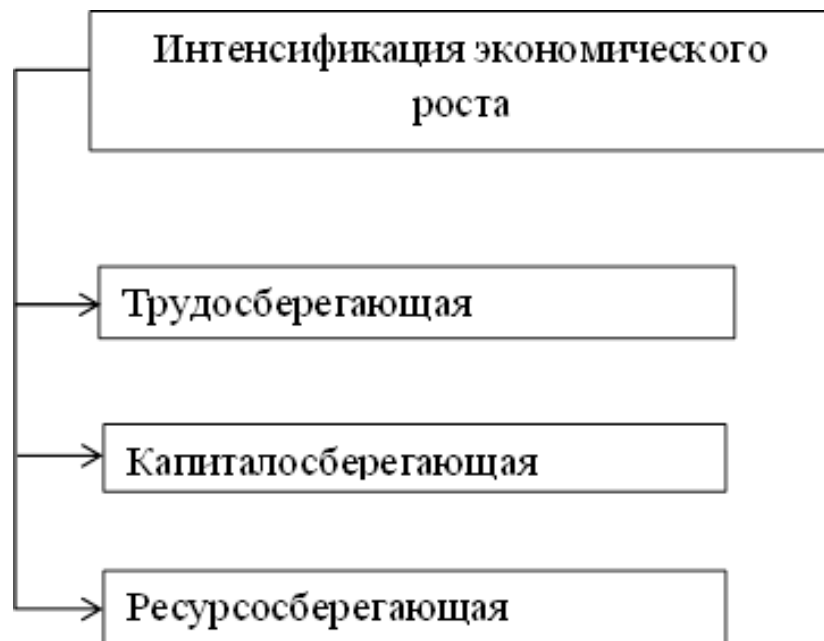 Интенсификация экономического
роста
Трудосберегающая
Капиталосберегающая
Ресурсосберегающая